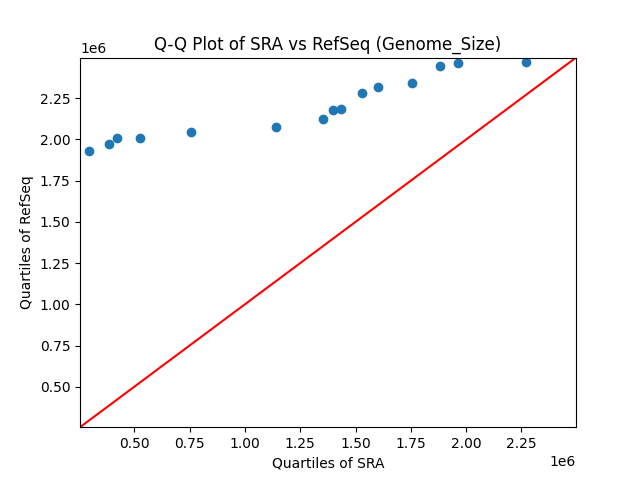 Q-Q Plot of SRA vs RefSeq (Genome_Size)
1e6
2.25
2.00
1.75
1.50
1.25
1.00
0.75
0.50
Quartiles of RefSeq
0.50 0.75 1.00 1.25 1.50 1.75 2.00 2.25
Quartiles of SRA
1e6